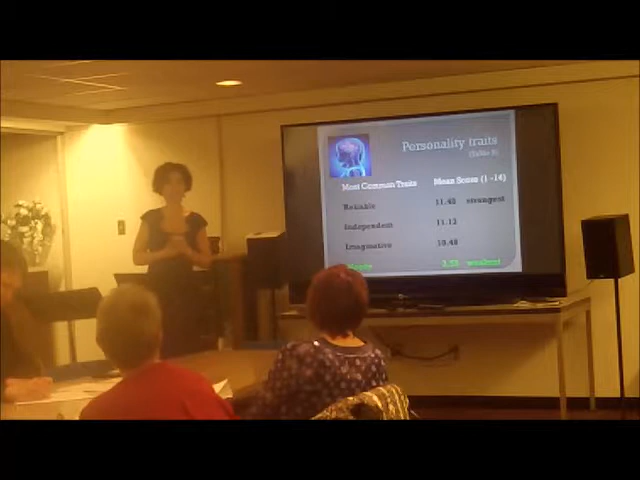 Personality traits
Most Common Traits Mean Score (1 -14)
Reliable 11.42 strongest
Independent 11.12
Imaginative 10.48
weakest